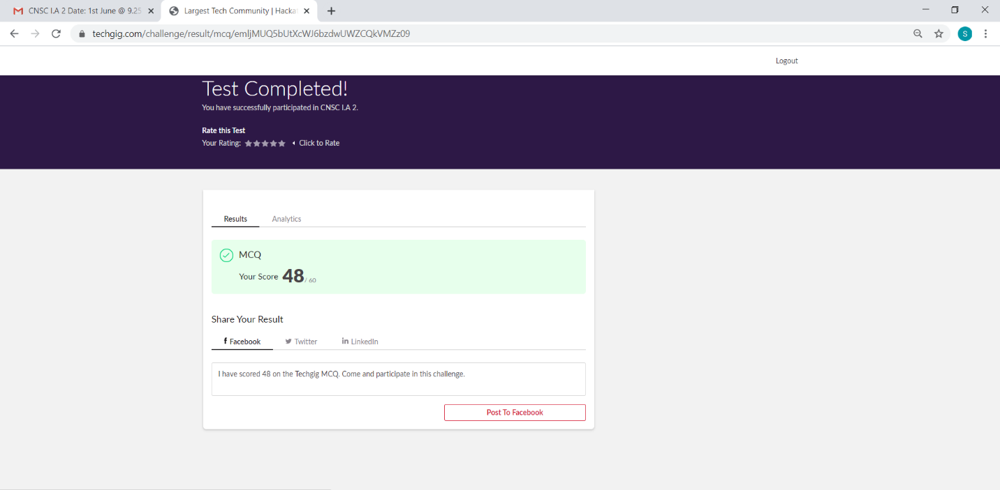 CNSC I.A 2 Date: 1st June @ 9.25
Largest Tech Community | Hacka
techgig.com/challenge/result/mcq/emljMUQ5bUtXcWJ6bzdwUWZCQkVMZz09
S
Logout
Test Completed!
You have successfully participated in CNSC I.A 2.
Rate this Test
Your Rating: Click to Rate
Results Analytics
MCQ
Your Score 48 / 60
Share Your Result
Facebook Twitter LinkedIn
I have scored 48 on the Techgig MCQ. Come and participate in this challenge.
Post To Facebook